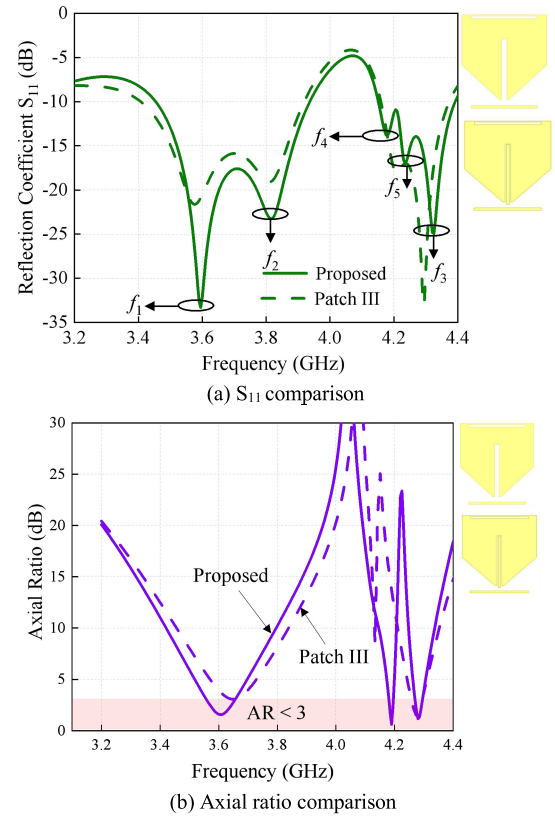 0
-5
-10
-15
-20
-25
-30
-35
Reflection Coefficient S11 (dB)
f4
f5
f2
f3
f1
Proposed
Patch III
3.2 3.4 3.6 3.8 4.0 4.2 4.4
Frequency (GHz)
(a) S11 comparison
30
25
20
15
10
5
0
Axial Ratio (dB)
Proposed
Patch III
AR < 3
3.2 3.4 3.6 3.8 4.0 4.2 4.4
Frequency (GHz)
(b) Axial ratio comparison